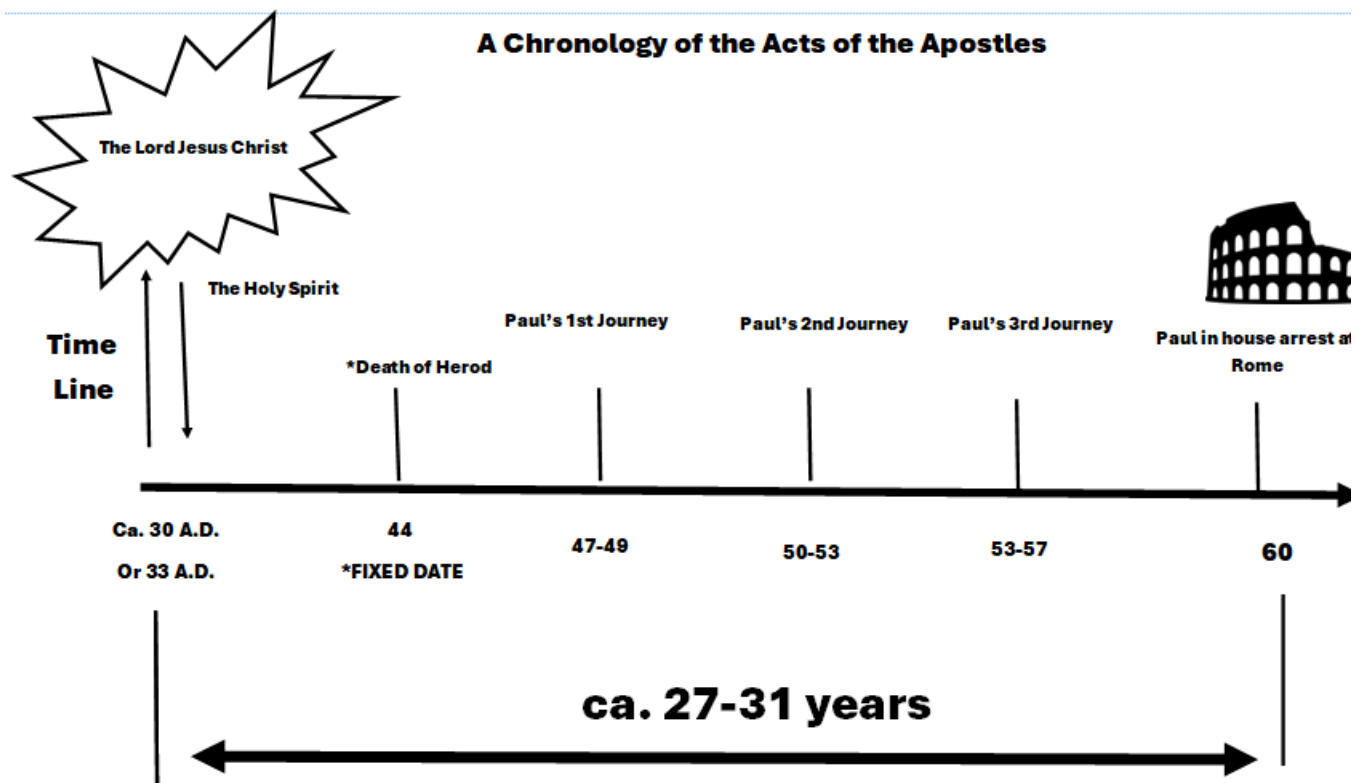 A Chronology of the Acts of the Apostles
The Lord Jesus Christ
The Holy Spirit
Time
Line
*Death of Herod
Paul's 1st Journey
Paul's 2nd Journey
Paul's 3rd Journey
Paul in house arrest at
Rome
Ca. 30 A.D.
Or 33 A.D.
44
*FIXED DATE
47-49
50-53
53-57
60
ca. 27-31 years